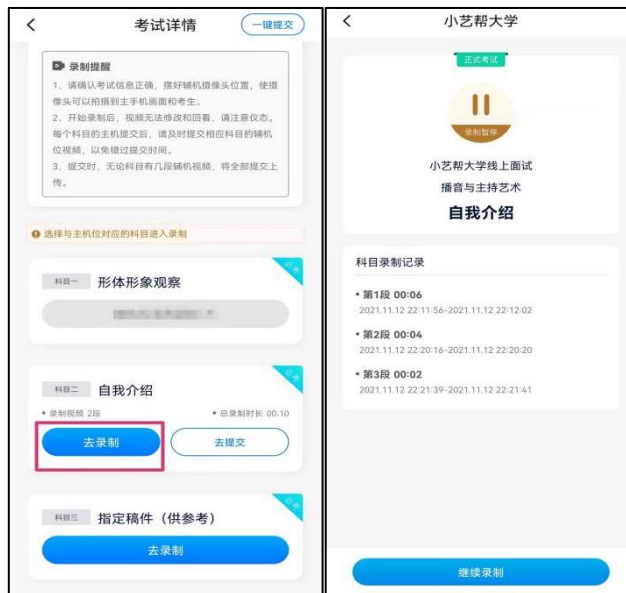 考试详情
一键提交
录制提醒
1、请确认考试信息正确，摆好辅机摄像头位置，使摄
像头可以拍摄到主手机画面和考生。
2、开始录制后，视频无法修改和回看，请注意仪态。
每个科目的主机提交后，请及时提交相应科目的辅机
位视频，以免错过提交时间。
3、提交时，无论科目有几段辅机视频，将全部提交上
传。
选择与主机位对应的科目进入录制
科目一 形体形象观察
科目二 自我介绍
• 录制视频 2段 • 总录制时长 00:10
去录制 去提交
科目三 指定稿件（供参考）
去录制
小艺帮大学
正式考试
录制暂停
小艺帮大学线上面试
播音与主持艺术
自我介绍
科目录制记录
• 第1段 00:06
2021.11.12 22:11:56-2021.11.12 22:12:02
• 第2段 00:04
2021.11.12 22:20:16-2021.11.12 22:20:20
• 第3段 00:02
2021.11.12 22:21:39-2021.11.12 22:21:41
继续录制